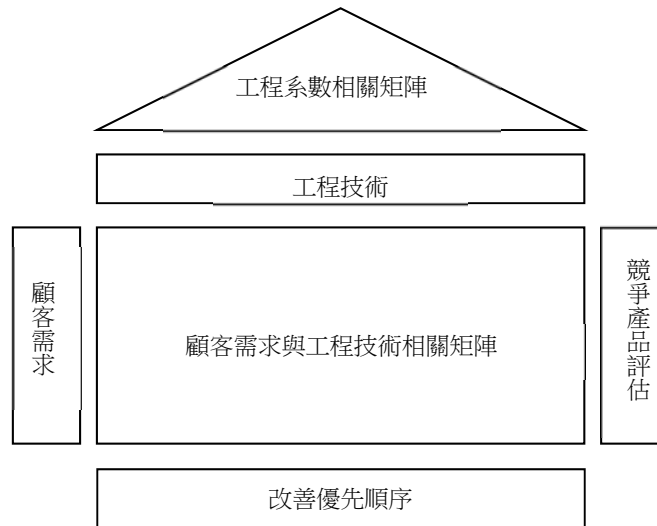 工程系數相關矩陣
工程技術
顧客需求
顧客需求與工程技術相關矩陣
競爭產品評估
改善優先順序